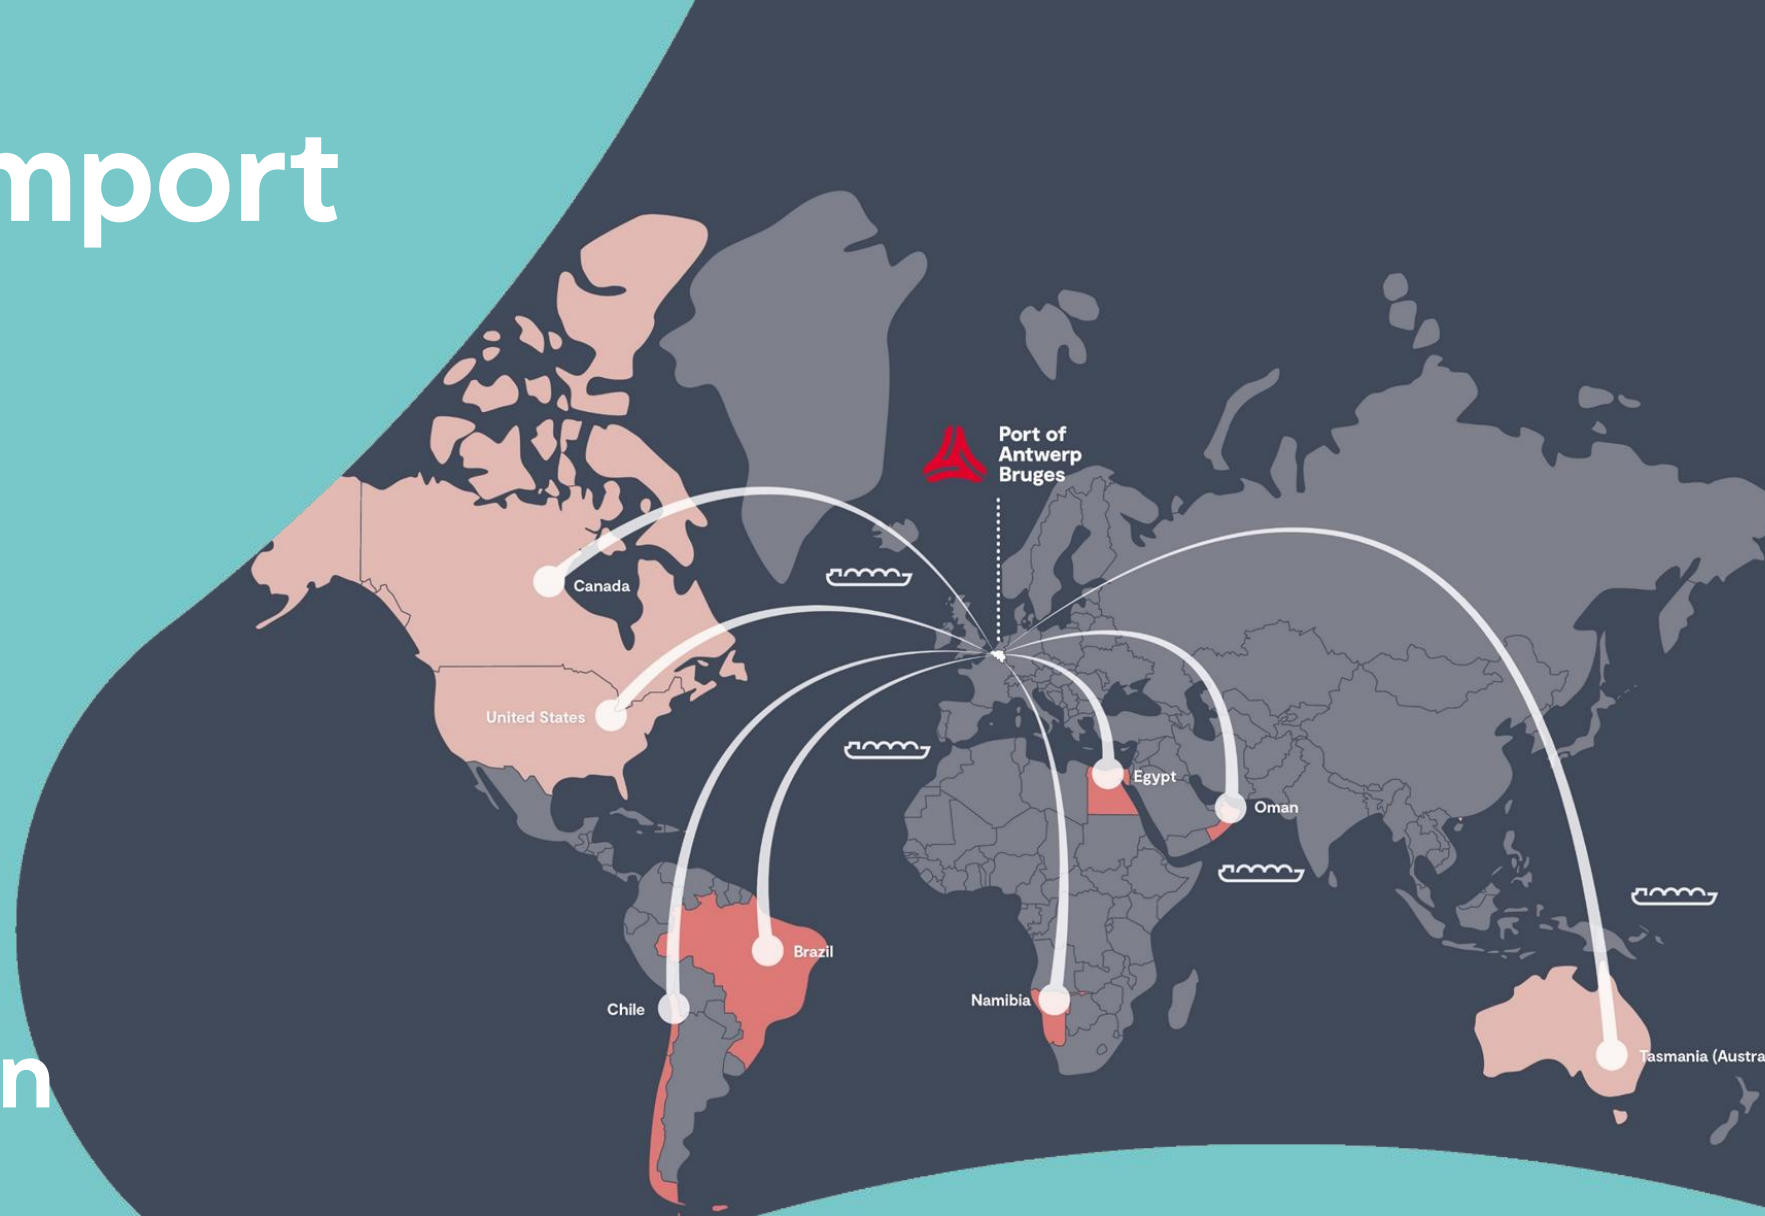 mport
Port of
Antwerp
Bruges
Canada
United States
Egypt
Oman
Brazil
Namibia
Chile
Tasmania (Austra
n